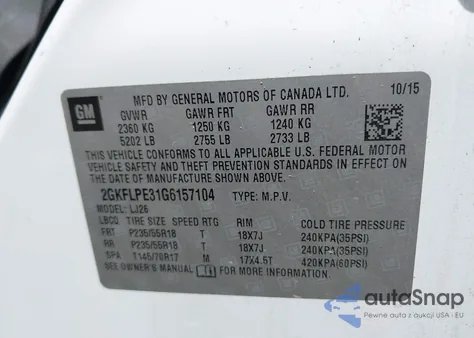 MFD BY GENERAL MOTORS OF CANADA LTD. 10/15
GM
GVWR GAWR FRT GAWR RR
2360 KG 1250 KG 1240 KG
5202 LB 2755 LB 2733 LB
THIS VEHICLE CONFORMS TO ALL APPLICABLE U.S. FEDERAL MOTOR
VEHICLE SAFETY AND THEFT PREVENTION STANDARDS IN EFFECT ON
THE DATE OF MANUFACTURE SHOWN ABOVE.
2GKFLPE31G6157104 TYPE: M.P.V.
MODEL: LJ26
LBCO TIRE SIZE SPEED RTG RIM COLD TIRE PRESSURE
FRT P235/55R18 T 18X7J 240KPA(35PSI)
RR P235/55R18 T 18X7J 240KPA(35PSI)
SPA T145/70R17 M 17X4.5T 420KPA(60PSI)
SEE OWNER'S MANUAL FOR MORE INFORMATION.
autaSnap
Pewne auta z aukcji USA i EU